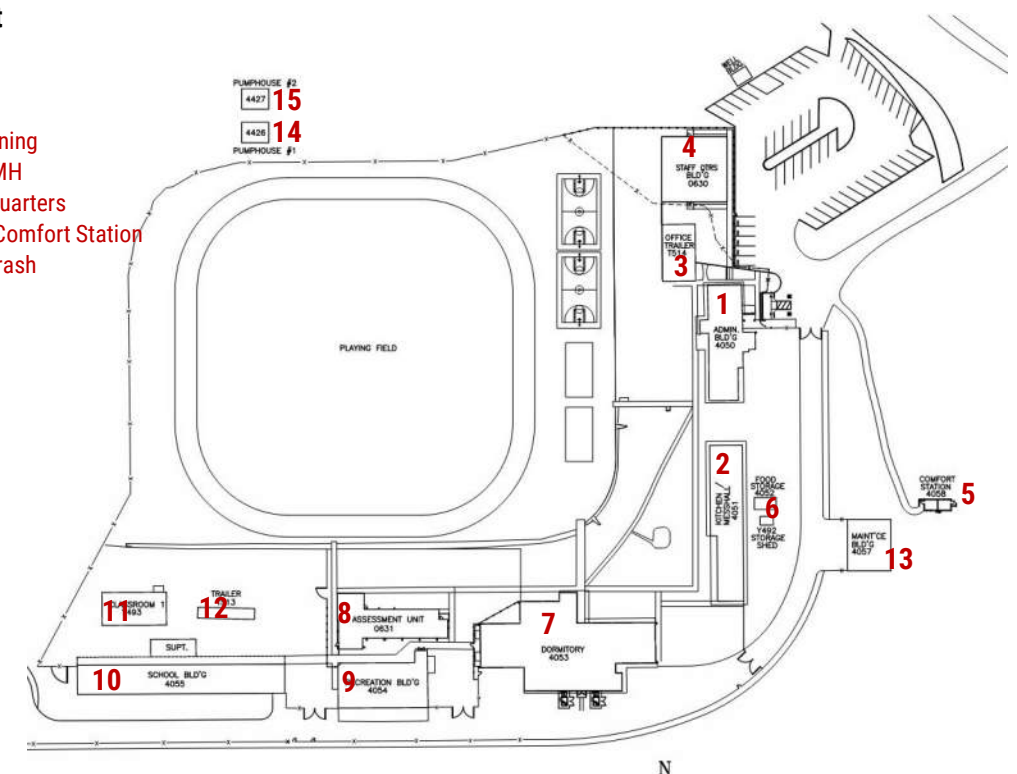 PUMPHOUSE #2
4427
15
4426
14
PUMPHOUSE #1
ning
MH
uarters
Comfort Station
rash
4
STAFF QTRS
BLD'G
0630
OFFICE
TRAILER
T514
3
1
ADMIN.
BLD'G
4050
PLAYING FIELD
2
KITCHEN /
MESSHALL
4051
FOOD
STORAGE
4052
6
Y492
STORAGE
SHED
COMFORT
STATION
4058
5
MAINT'CE
BLD'G
4057
13
11
CLASSROOM 1
493
TRAILER
12
13
8
ASSESSMENT UNIT
0631
7
DORMITORY
4053
SUPT.
10
SCHOOL BLD'G
4055
9
CREATION BLD'G
4054
N